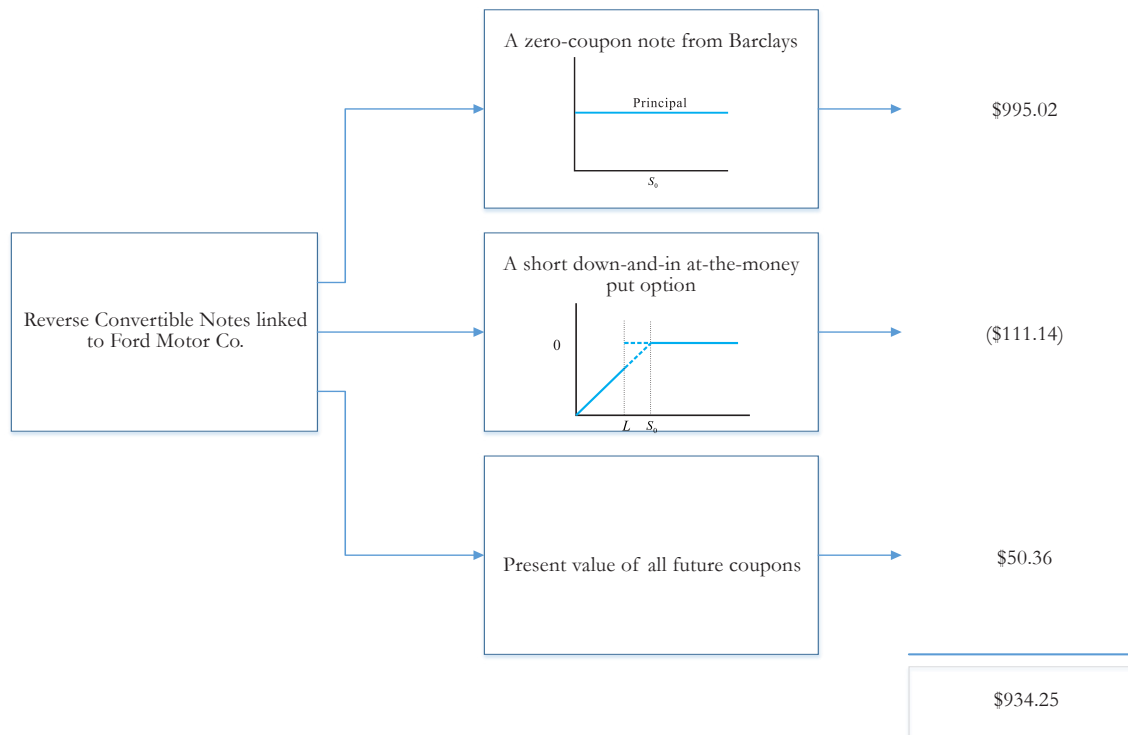 A zero-coupon note from Barclays
Principal
S₀
$995.02
Reverse Convertible Notes linked
to Ford Motor Co.
A short down-and-in at-the-money
put option
0
L S₀
($111.14)
Present value of all future coupons
$50.36
$934.25